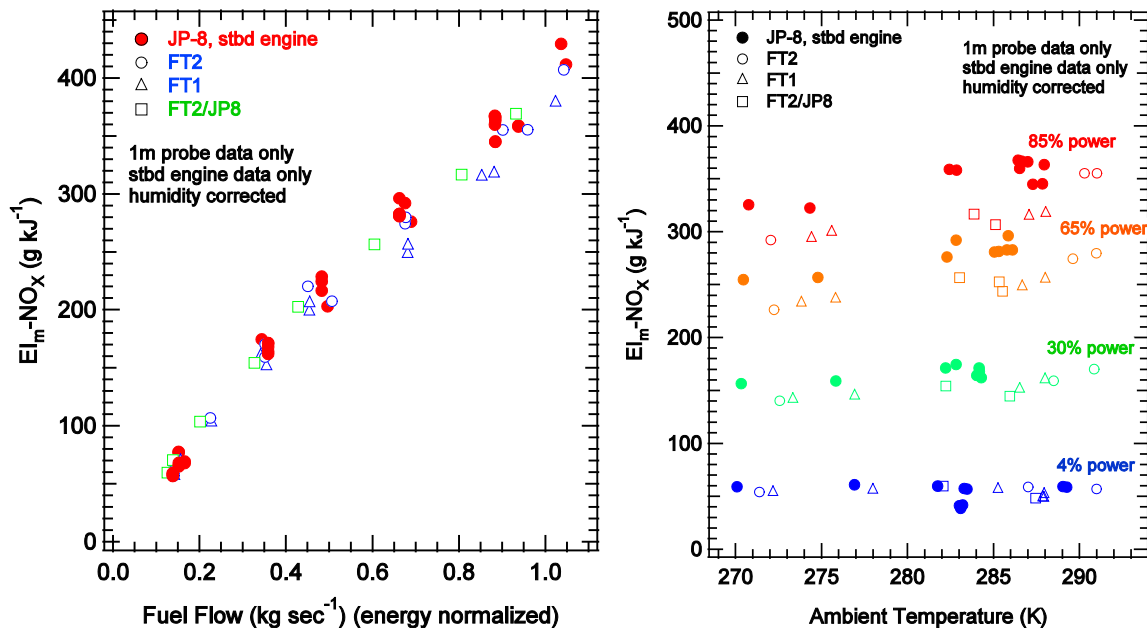 JP-8, stbd engine
FT2
FT1
FT2/JP8
1m probe data only
stbd engine data only
humidity corrected
400
300
200
100
0
EIm-NOX (g kJ-1)
0.0 0.2 0.4 0.6 0.8 1.0
Fuel Flow (kg sec-1) (energy normalized)
JP-8, stbd engine
FT2
FT1
FT2/JP8
1m probe data only
stbd engine data only
humidity corrected
85% power
65% power
30% power
4% power
500
400
300
200
100
0
EIm-NOX (g kJ-1)
270 275 280 285 290
Ambient Temperature (K)